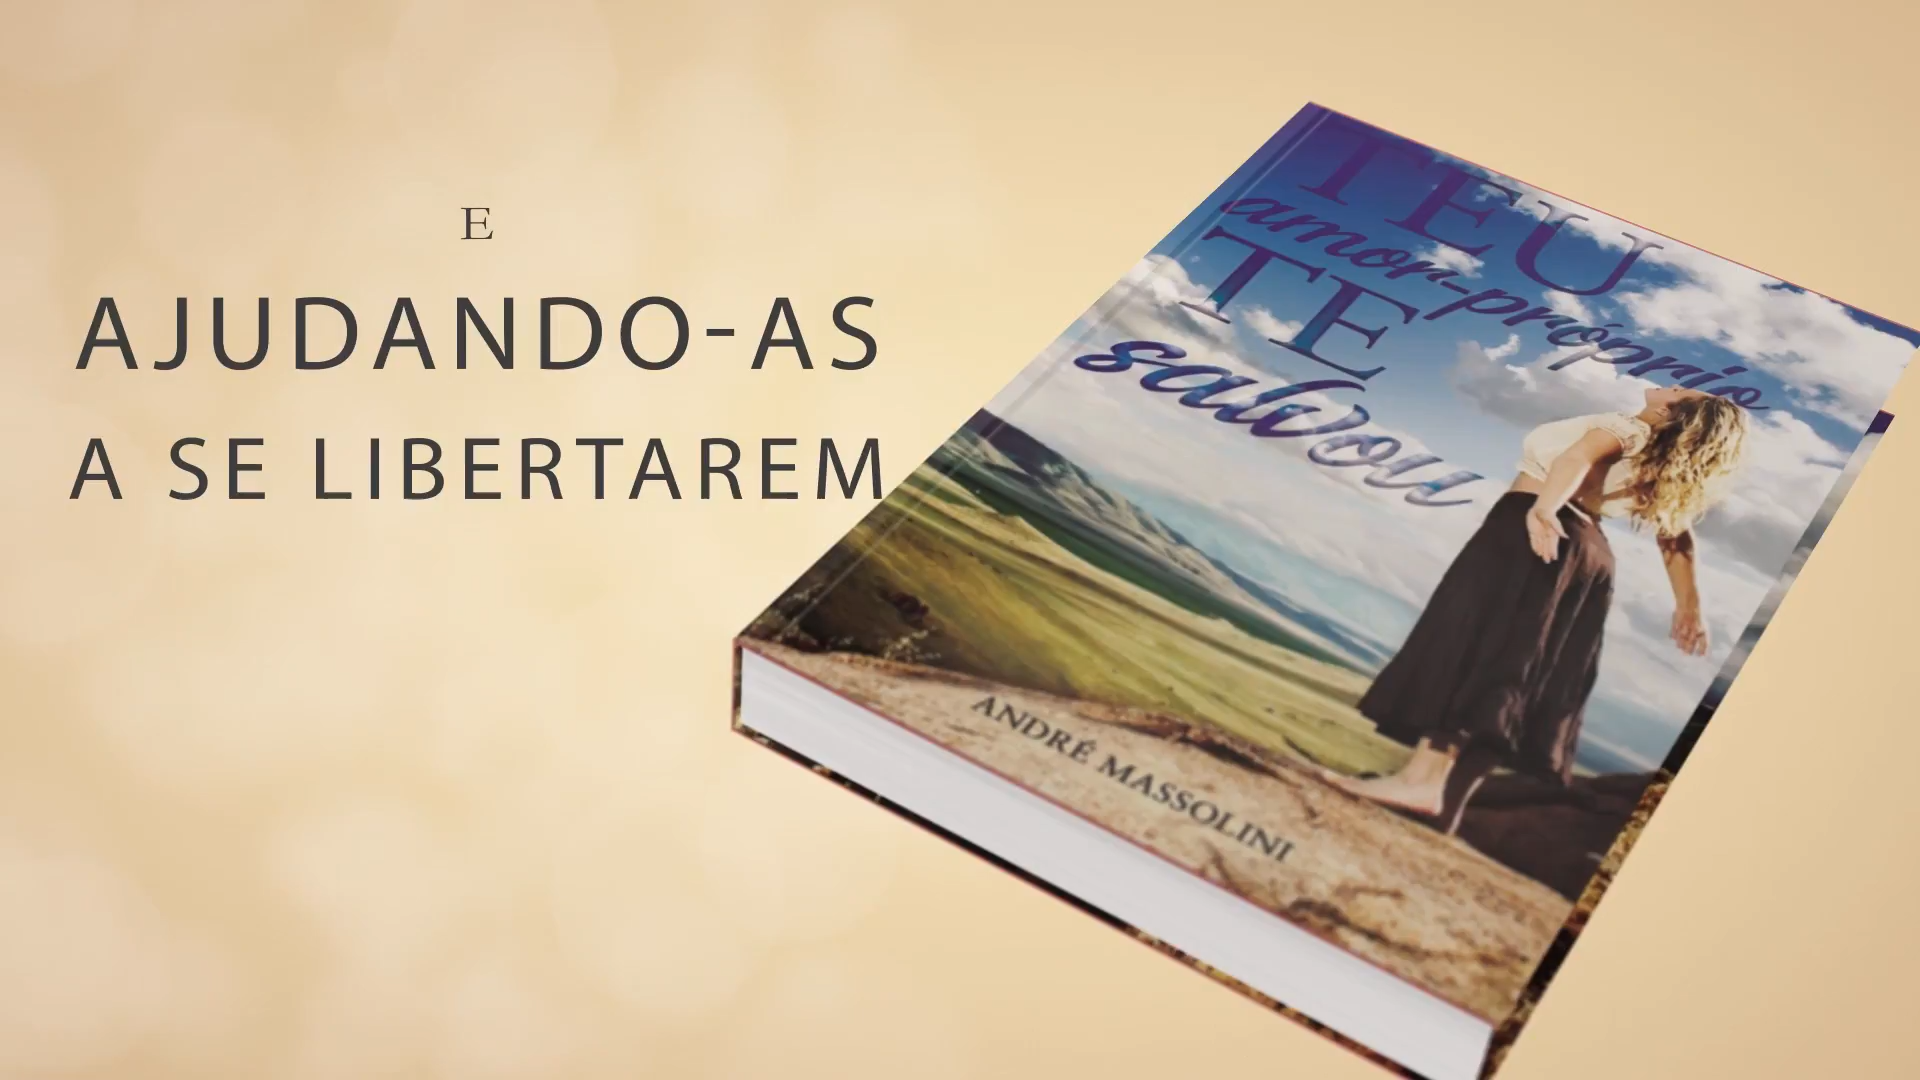 E
AJUDANDO-AS
A SE LIBERTAREM
TEU
amor-próprio
TE
salvou
ANDRÉ MASSOLINI